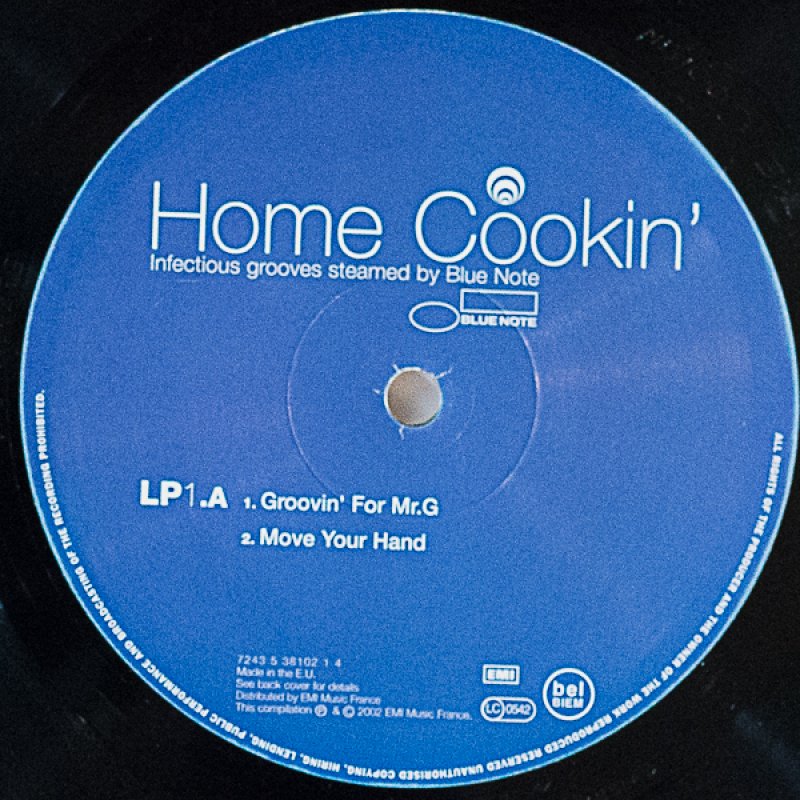 Home Cookin'
Infectious grooves steamed by Blue Note
BLUE NOTE
LP1.A
1. Groovin' For Mr.G
2. Move Your Hand
7243 5 38102 1 4
Made in the E.U.
See back cover for details
Distributed by EMI Music France
This compilation ℗ & © 2002 EMI Music France.
EMI
LC 0542
bel
BIEM
ALL RIGHTS OF THE PRODUCER AND THE OWNER OF THE WORK REPRODUCED UNAUTHORISED COPYING, HIRING, LENDING, PUBLIC PERFORMANCE AND BROADCASTING OF THE RECORDING PROHIBITED.